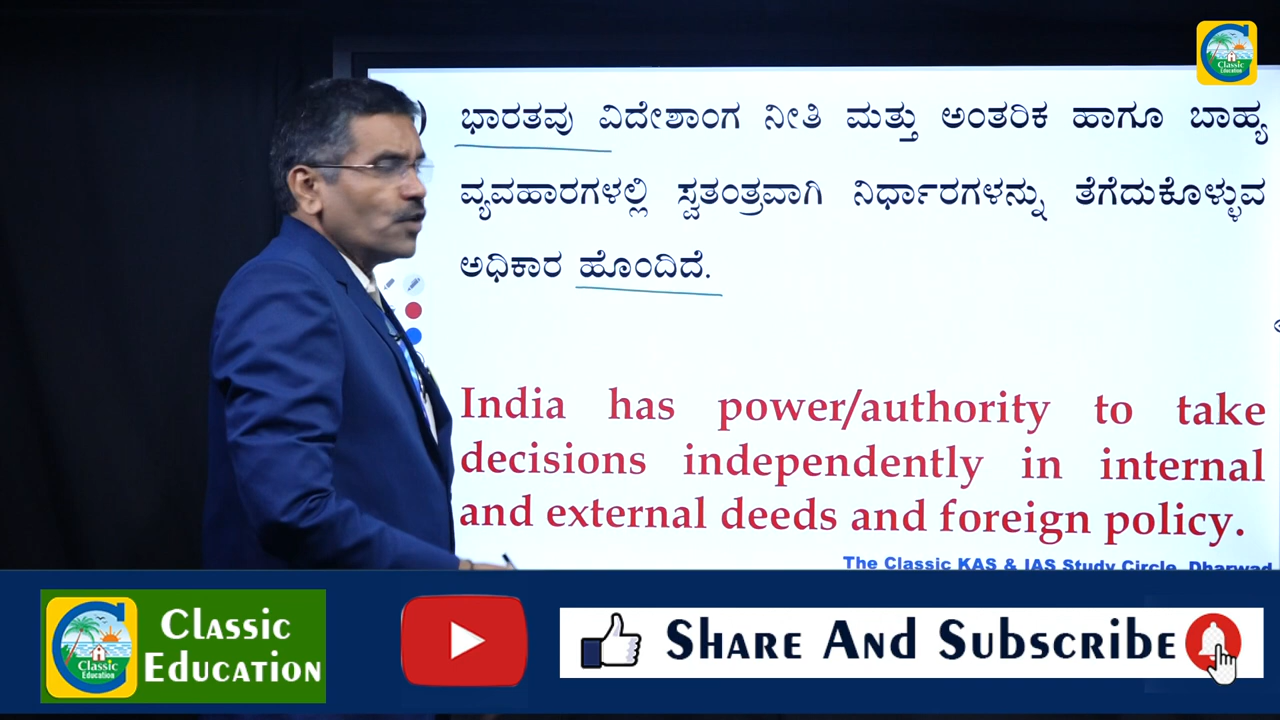 Classic
Education
) ಭಾರತವು ವಿದೇಶಾಂಗ ನೀತಿ ಮತ್ತು ಅಂತರಿಕ ಹಾಗೂ ಬಾಹ್ಯ
ವ್ಯವಹಾರಗಳಲ್ಲಿ ಸ್ವತಂತ್ರವಾಗಿ ನಿರ್ಧಾರಗಳನ್ನು ತೆಗೆದುಕೊಳ್ಳುವ
ಅಧಿಕಾರ ಹೊಂದಿದೆ.
India has power/authority to take
decisions independently in internal
and external deeds and foreign policy.
The Classic KAS & IAS Study Circle, Dharwad
Classic
Education
Classic
Education
Share And Subscribe